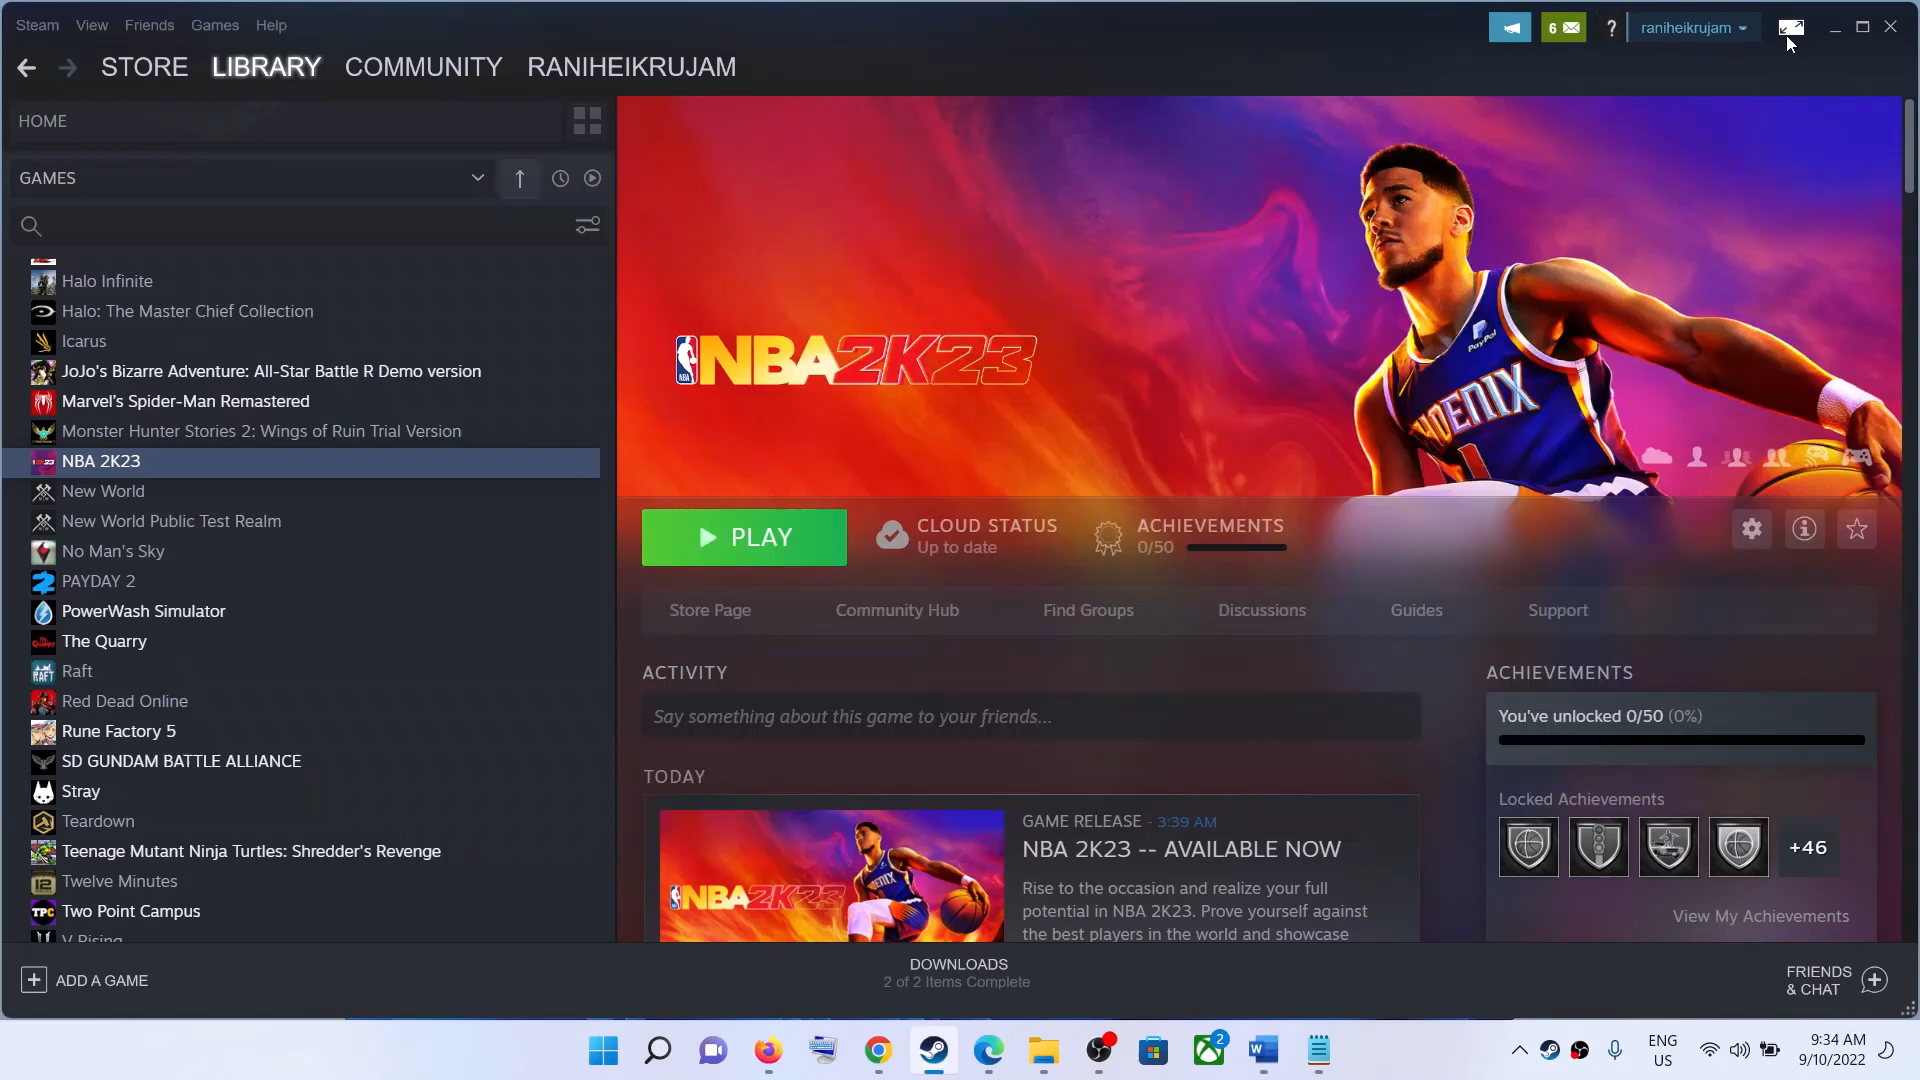 Steam View Friends Games Help
6 ? raniheikrujam
STORE LIBRARY COMMUNITY RANIHEIKRUJAM
HOME
GAMES
Halo Infinite
Halo: The Master Chief Collection
Icarus
JoJo's Bizarre Adventure: All-Star Battle R Demo version
Marvel's Spider-Man Remastered
Monster Hunter Stories 2: Wings of Ruin Trial Version
NBA 2K23
New World
New World Public Test Realm
No Man's Sky
PAYDAY 2
PowerWash Simulator
The Quarry
Raft
Red Dead Online
Rune Factory 5
SD GUNDAM BATTLE ALLIANCE
Stray
Teardown
Teenage Mutant Ninja Turtles: Shredder's Revenge
Twelve Minutes
TPC Two Point Campus
V Rising
NBA 2K23
PayPal
PHOENIX
PLAY
CLOUD STATUS
Up to date
ACHIEVEMENTS
0/50
Store Page Community Hub Find Groups Discussions Guides Support
ACTIVITY
Say something about this game to your friends...
TODAY
NBA 2K23
GAME RELEASE - 3:39 AM
NBA 2K23 -- AVAILABLE NOW
Rise to the occasion and realize your full
potential in NBA 2K23. Prove yourself against
the best players in the world and showcase
ACHIEVEMENTS
You've unlocked 0/50 (0%)
Locked Achievements
+46
View My Achievements
ADD A GAME
DOWNLOADS
2 of 2 Items Complete
FRIENDS
& CHAT
2
ENG
US
9:34 AM
9/10/2022